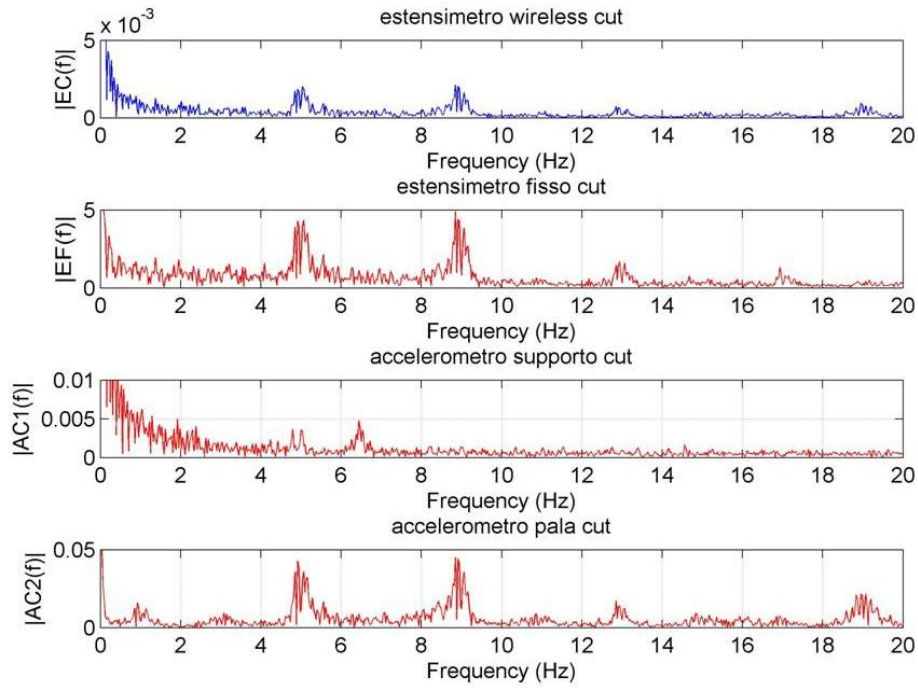 estensimetro wireless cut
x 10⁻³
5
|EC(f)|
0
0 2 4 6 8 10 12 14 16 18 20
Frequency (Hz)
estensimetro fisso cut
5
|EF(f)|
0
0 2 4 6 8 10 12 14 16 18 20
Frequency (Hz)
accelerometro supporto cut
0.01
0.005
|AC1(f)|
0
0 2 4 6 8 10 12 14 16 18 20
Frequency (Hz)
accelerometro pala cut
0.05
|AC2(f)|
0
0 2 4 6 8 10 12 14 16 18 20
Frequency (Hz)